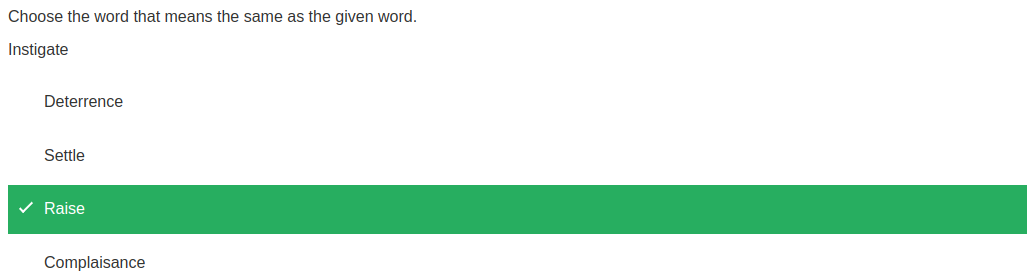 Choose the word that means the same as the given word.
Instigate
Deterrence
Settle
Raise
Complaisance